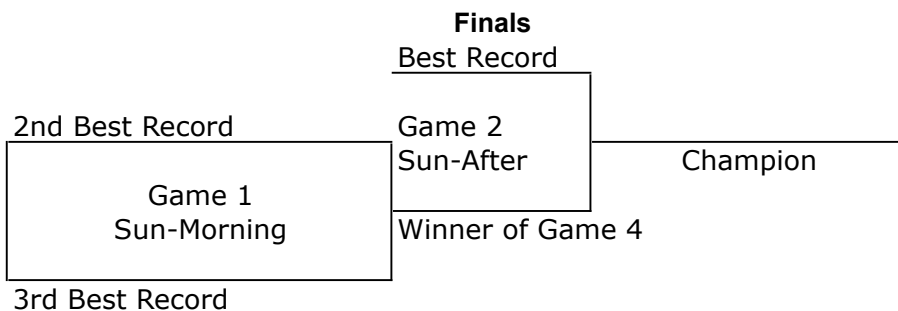 Finals
Best Record
2nd Best Record
Game 2
Sun-After
Champion
Game 1
Sun-Morning
Winner of Game 4
3rd Best Record